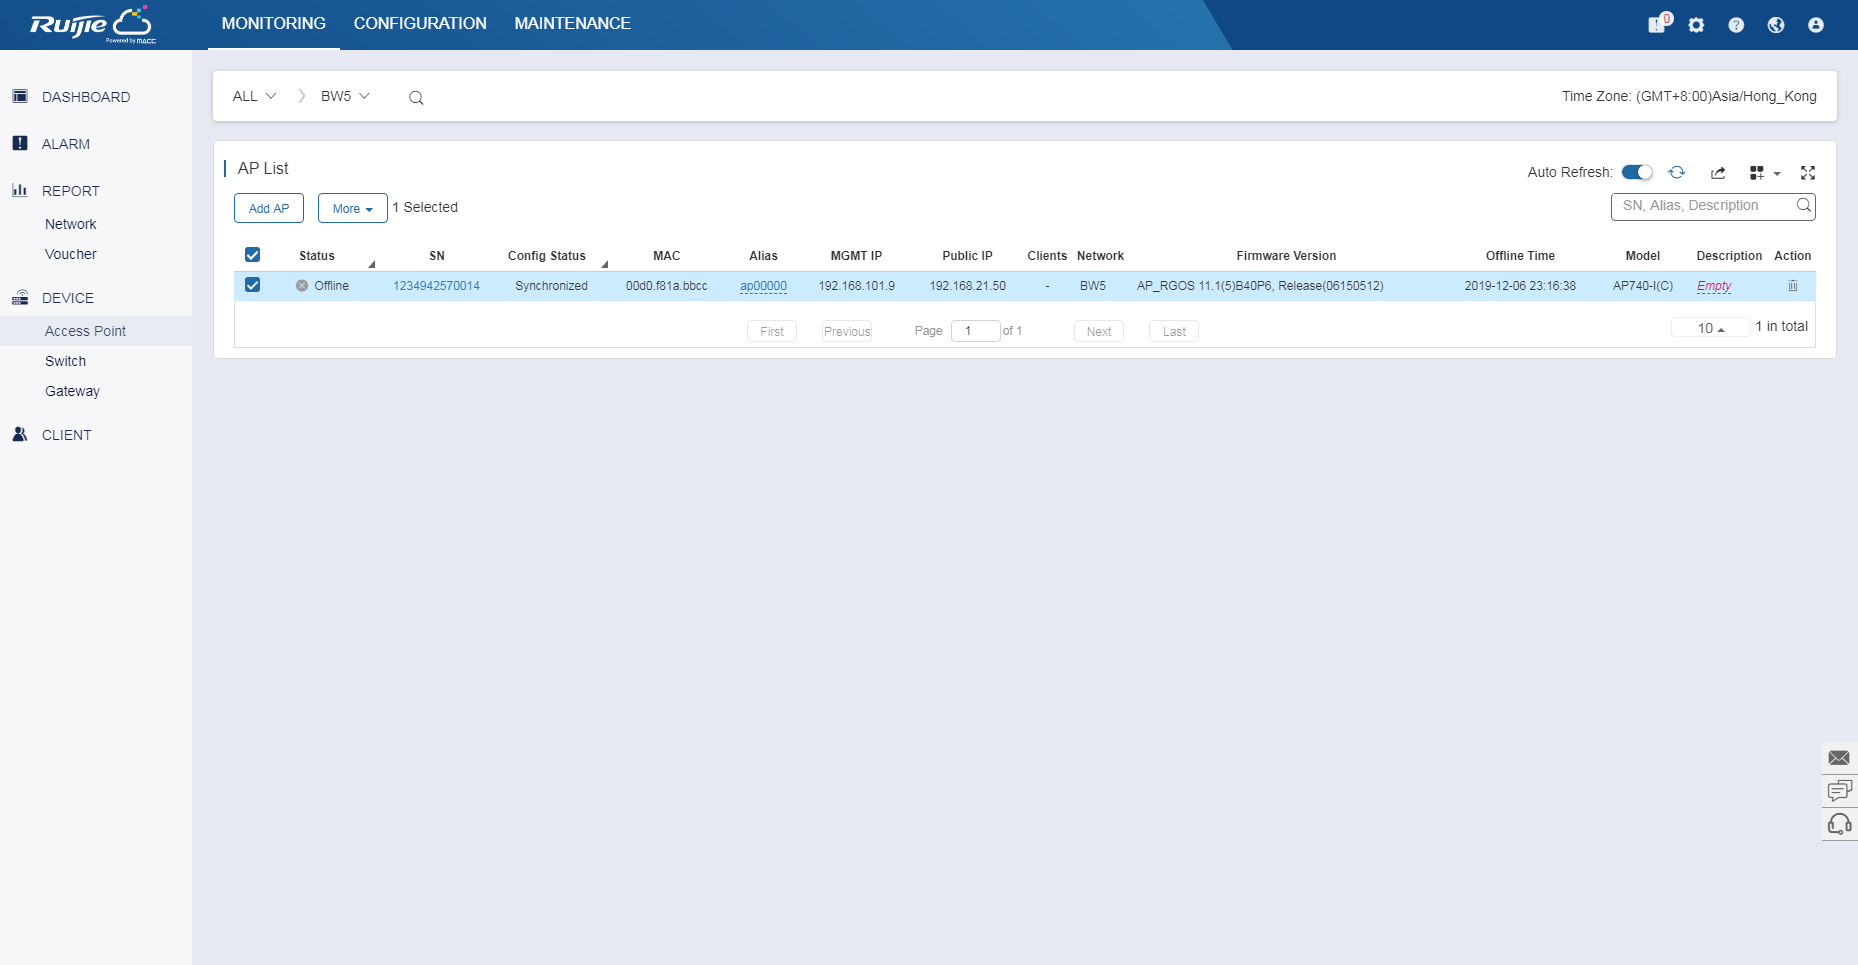 Ruijie
Powered by MACC
MONITORING CONFIGURATION MAINTENANCE
0
DASHBOARD
ALARM
REPORT
Network
Voucher
DEVICE
Access Point
Switch
Gateway
CLIENT
ALL BW5
Time Zone: (GMT+8:00)Asia/Hong_Kong
AP List
Auto Refresh:
Add AP More 1 Selected
SN, Alias, Description
Status SN Config Status MAC Alias MGMT IP Public IP Clients Network Firmware Version Offline Time Model Description Action
Offline 1234942570014 Synchronized 00d0.f81a.bbcc ap00000 192.168.101.9 192.168.21.50 - BW5 AP_RGOS 11.1(5)B40P6, Release(06150512) 2019-12-06 23:16:38 AP740-I(C) Empty
First Previous Page 1 of 1 Next Last 10 1 in total